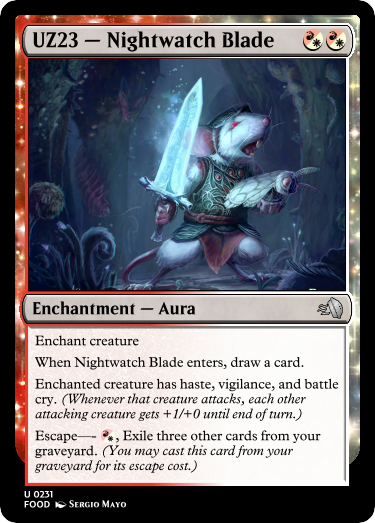 UZ23 — Nightwatch Blade
Enchantment — Aura
Enchant creature
When Nightwatch Blade enters, draw a card.
Enchanted creature has haste, vigilance, and battle
cry. (Whenever that creature attacks, each other
attacking creature gets +1/+0 until end of turn.)
Escape—- , Exile three other cards from your
graveyard. (You may cast this card from your
graveyard for its escape cost.)
U 0231
FOOD Sergio Mayo